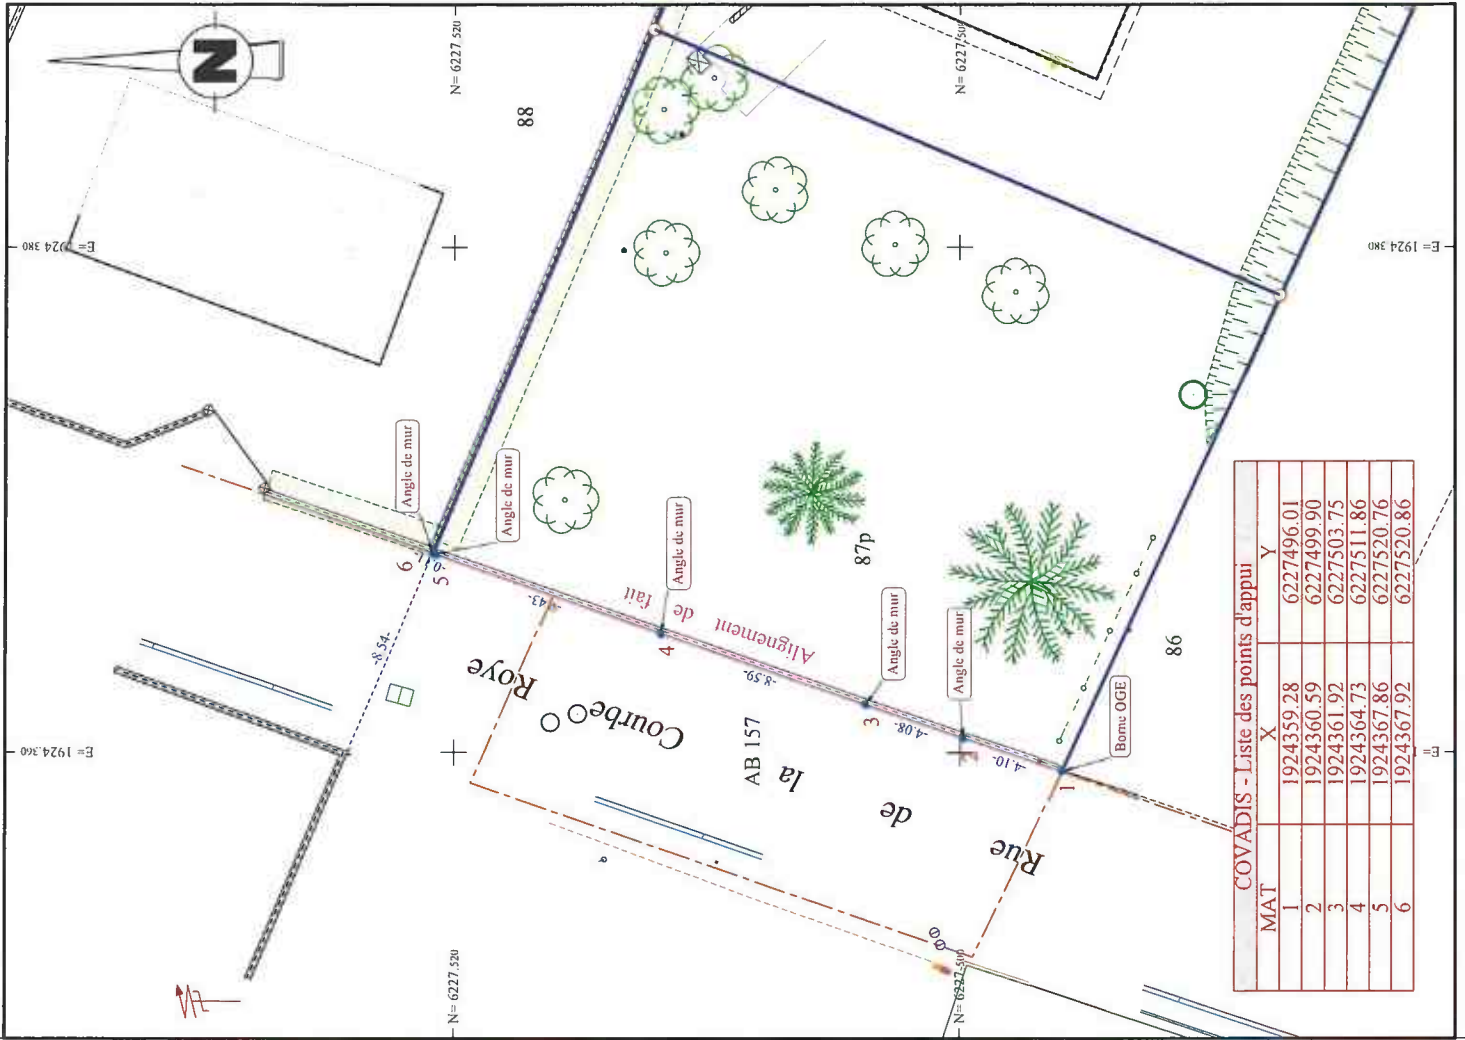 N
N= 6227.520
88
E= 1924 380
E= 1924.380
Angle de mur
Angle de mur
6
5
-8.54-
-.43-
Alignement de fait
Angle de mur
4
-8.59-
87p
Angle de mur
3
-4.08-
Angle de mur
2
-4.10-
Borne OGE
1
86
E= 1924.360
E=
AB 157
Rue de la Courbe Roye
N= 6227.520
N= 6227.500
COVADIS - Liste des points d'appui
MAT X Y
1 1924359.28 6227496.01
2 1924360.59 6227499.90
3 1924361.92 6227503.75
4 1924364.73 6227511.86
5 1924367.86 6227520.76
6 1924367.92 6227520.86